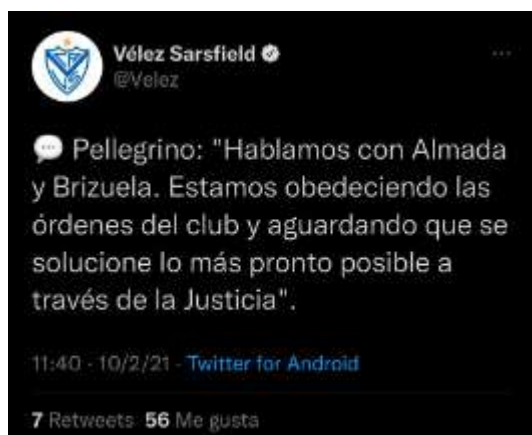 Vélez Sarsfield
@Velez
💬 Pellegrino: "Hablamos con Almada
y Brizuela. Estamos obedeciendo las
órdenes del club y aguardando que se
solucione lo más pronto posible a
través de la Justicia".
11:40 · 10/2/21 · Twitter for Android
7 Retweets 56 Me gusta